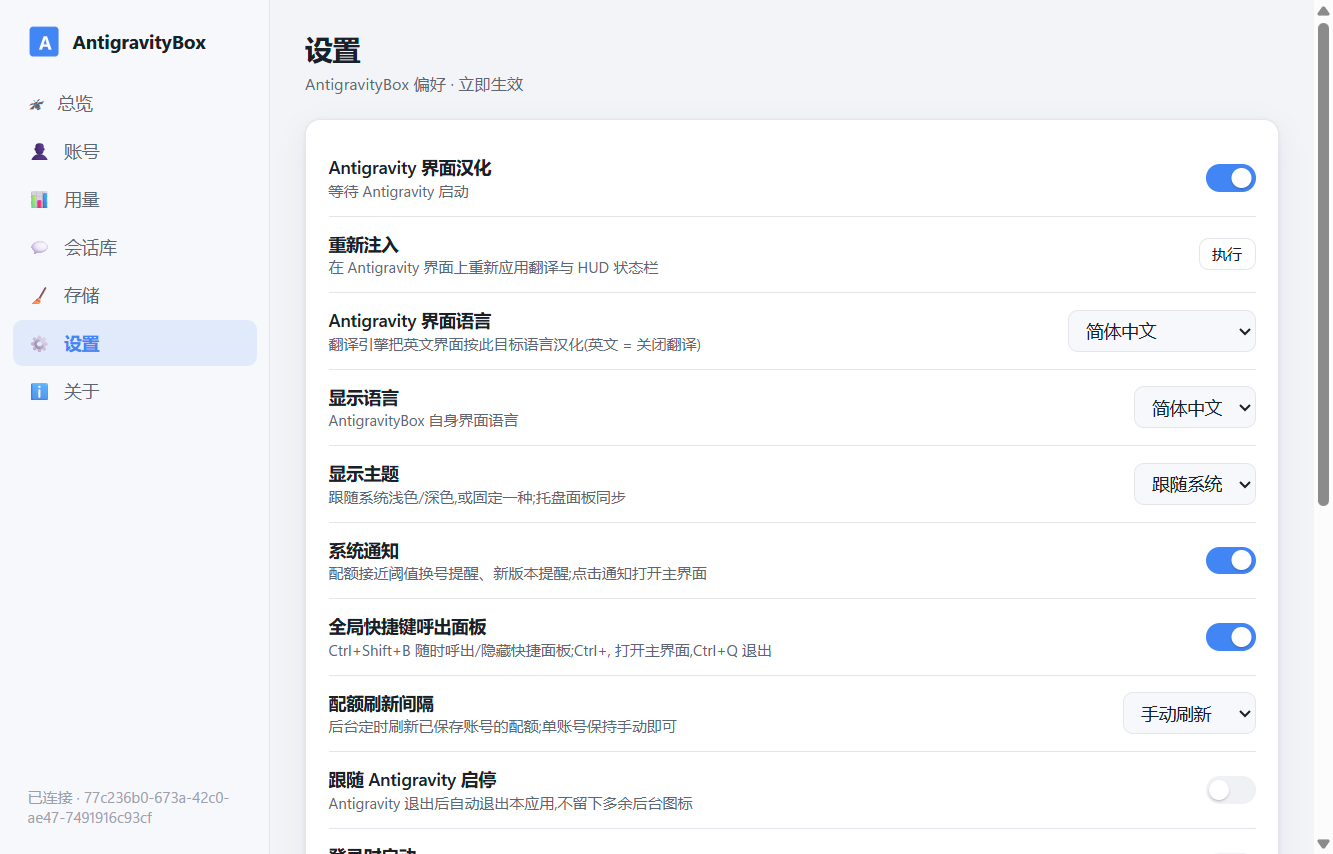 A AntigravityBox
总览
账号
用量
会话库
存储
设置
关于
已连接 · 77c236b0-673a-42c0-
ae47-7491916c93cf
设置
AntigravityBox 偏好 · 立即生效
Antigravity 界面汉化
等待 Antigravity 启动
重新注入
在 Antigravity 界面上重新应用翻译与 HUD 状态栏
执行
Antigravity 界面语言
翻译引擎把英文界面按此目标语言汉化(英文 = 关闭翻译)
简体中文
显示语言
AntigravityBox 自身界面语言
简体中文
显示主题
跟随系统浅色/深色,或固定一种;托盘面板同步
跟随系统
系统通知
配额接近阈值换号提醒、新版本提醒;点击通知打开主界面
全局快捷键呼出面板
Ctrl+Shift+B 随时呼出/隐藏快捷面板;Ctrl+, 打开主界面,Ctrl+Q 退出
配额刷新间隔
后台定时刷新已保存账号的配额;单账号保持手动即可
手动刷新
跟随 Antigravity 启停
Antigravity 退出后自动退出本应用,不留下多余后台图标
登录时启动